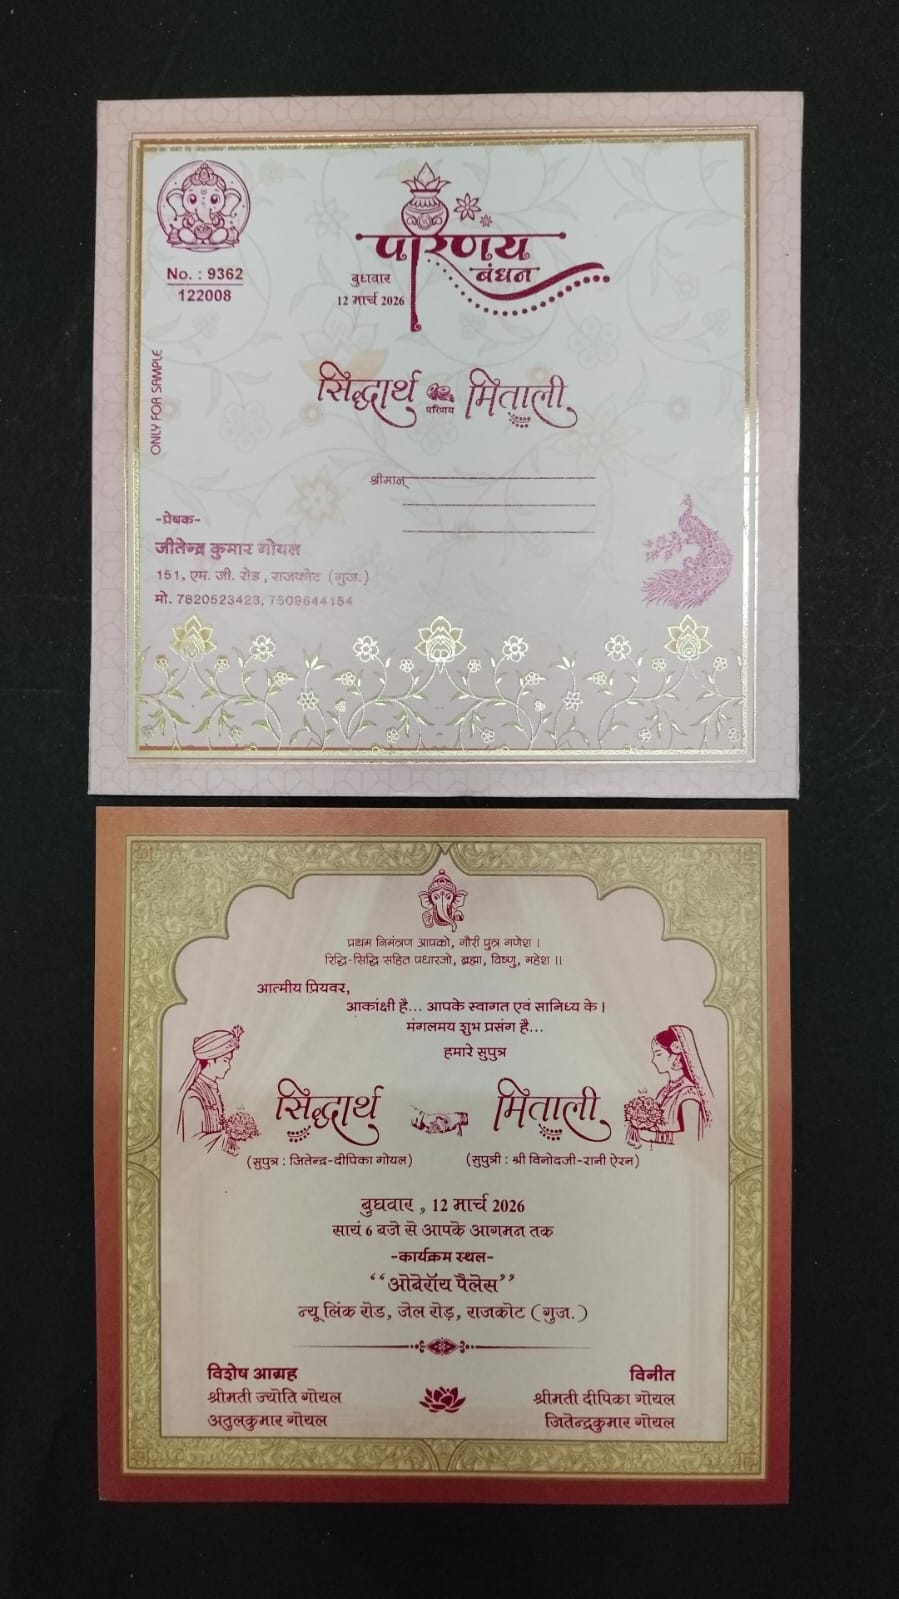 No. : 9362
122008
ONLY FOR SAMPLE
परिणय
बंधन
बुधवार
12 मार्च 2026
सिद्धार्थ परिणय मिताली
श्रीमान्
-प्रेषक-
जीतेन्द्र कुमार गोयल
151, एम. जी. रोड, राजकोट (गुज.)
मो. 7820523423, 7509644154
प्रथम निमंत्रण आपको, गौरी पुत्र गणेश ।
रिद्धि-सिद्धि सहित पधारजो, ब्रह्मा, विष्णु, महेश ।।
आत्मीय प्रियवर,
आकांक्षी है... आपके स्वागत एवं सानिध्य के।
मंगलमय शुभ प्रसंग है...
हमारे सुपुत्र
सिद्धार्थ मिताली
(सुपुत्र : जितेन्द्र-दीपिका गोयल) (सुपुत्री : श्री विनोदजी-रानी ऐरन)
बुधवार , 12 मार्च 2026
सायं 6 बजे से आपके आगमन तक
-कार्यक्रम स्थल-
“ओबेरॉय पैलेस”
न्यू लिंक रोड, जेल रोड़, राजकोट (गुज.)
विशेष आग्रह
श्रीमती ज्योति गोयल
अतुलकुमार गोयल
विनीत
श्रीमती दीपिका गोयल
जितेन्द्रकुमार गोयल